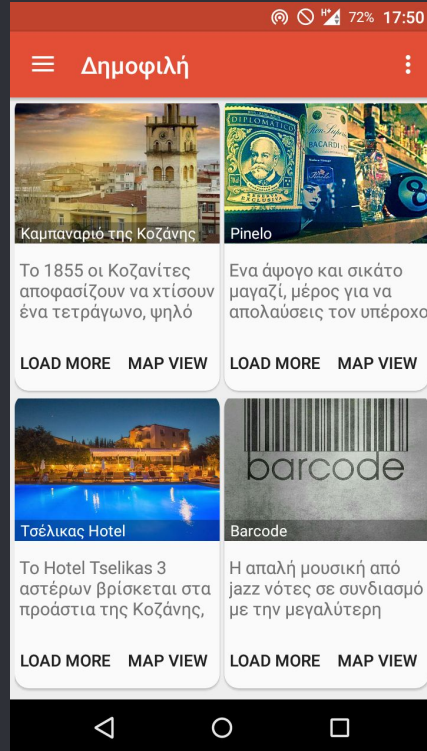 72% 17:50
Δημοφιλή
Καμπαναριό της Κοζάνης
Το 1855 οι Κοζανίτες
αποφασίζουν να χτίσουν
ένα τετράγωνο, ψηλό
LOAD MORE MAP VIEW
DIPLOMATICO
BACARDI
8
Pinelo
Ενα άψογο και σικάτο
μαγαζί, μέρος για να
απολαύσεις τον υπέροχο
LOAD MORE MAP VIEW
Τσέλικας Hotel
Το Hotel Tselikas 3
αστέρων βρίσκεται στα
προάστια της Κοζάνης,
LOAD MORE MAP VIEW
barcode
Barcode
Η απαλή μουσική από
jazz νότες σε συνδιασμό
με την μεγαλύτερη
LOAD MORE MAP VIEW